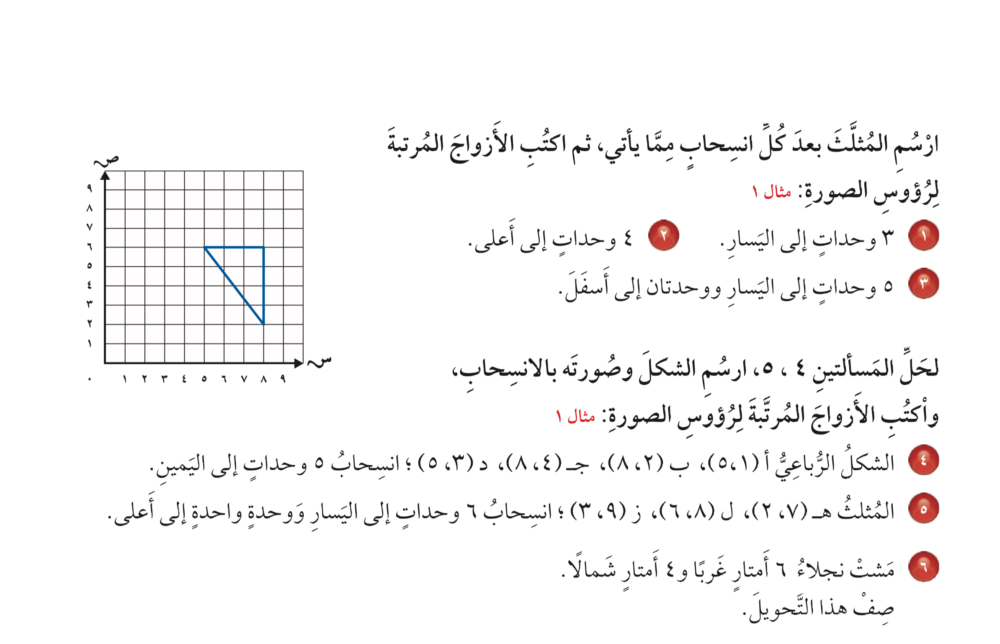 ارْسُمِ المُثلَّثَ بعدَ كُلِّ انسِحابٍ مِمَّا يأتي، ثم اكتُبِ الأَزواجَ المُرتبةَ
لِرُؤوسِ الصورةِ: مثال ١
١ ٣ وحداتٍ إلى اليَسارِ. ٢ ٤ وحداتٍ إلى أَعلى.
٣ ٥ وحداتٍ إلى اليَسارِ ووحدتان إلى أَسفَلَ.
ص
٩
٨
٧
٦
٥
٤
٣
٢
١
س
٠ ١ ٢ ٣ ٤ ٥ ٦ ٧ ٨ ٩
لحَلِّ المَسألتينِ ٤ ، ٥، ارسُمِ الشكلَ وصُورتَه بالانسِحابِ،
واْكتُبِ الأَزواجَ المُرتَّبةَ لِرُؤوسِ الصورةِ: مثال ١
٤ الشكلُ الرُّباعِيُّ أ (١ ،٥)، ب (٢ ، ٨)، جـ (٤ ، ٨)، د (٣، ٥)؛ انسِحابُ ٥ وحداتٍ إلى اليَمينِ.
٥ المُثلثُ هـ (٧، ٢)، ل (٨، ٦)، ز (٩، ٣)؛ انسِحابُ ٦ وحداتٍ إلى اليَسارِ وَوحدةٍ واحدةٍ إلى أَعلى.
٦ مَشتْ نجلاءُ ٦ أَمتارٍ غَربًا و ٤ أَمتارٍ شَمالًا.
صِفْ هذا التَّحويلَ.